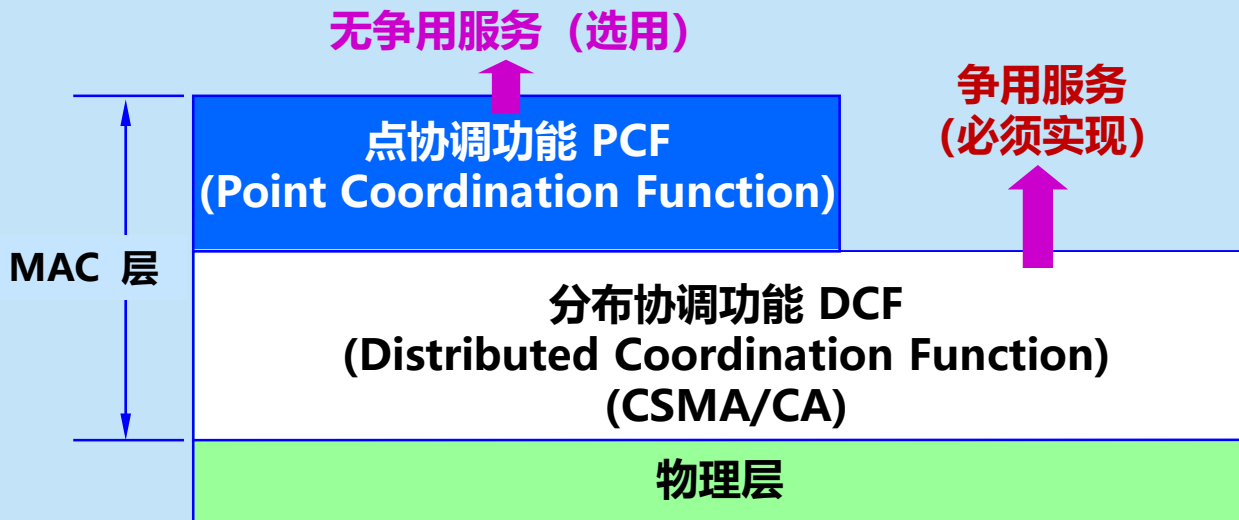 无争用服务（选用）
争用服务
(必须实现)
点协调功能 PCF
(Point Coordination Function)
MAC 层
分布协调功能 DCF
(Distributed Coordination Function)
(CSMA/CA)
物理层